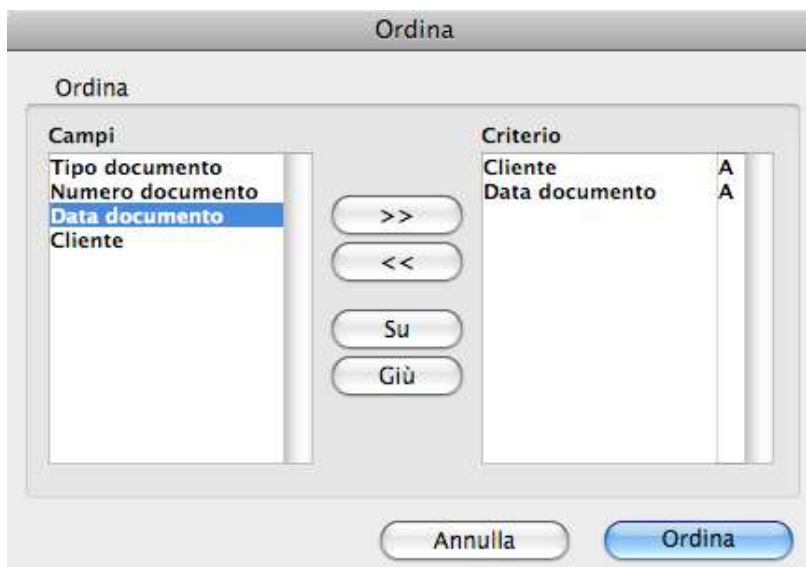 Ordina
Ordina
Campi
Tipo documento
Numero documento
Data documento
Cliente
>>
<<
Su
Giù
Criterio
Cliente A
Data documento A
Annulla
Ordina